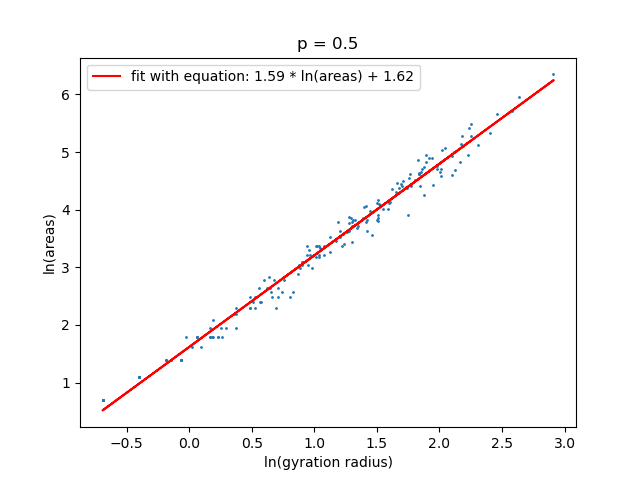 p = 0.5
fit with equation: 1.59 * ln(areas) + 1.62
ln(areas)
6
5
4
3
2
1
−0.5 0.0 0.5 1.0 1.5 2.0 2.5 3.0
ln(gyration radius)